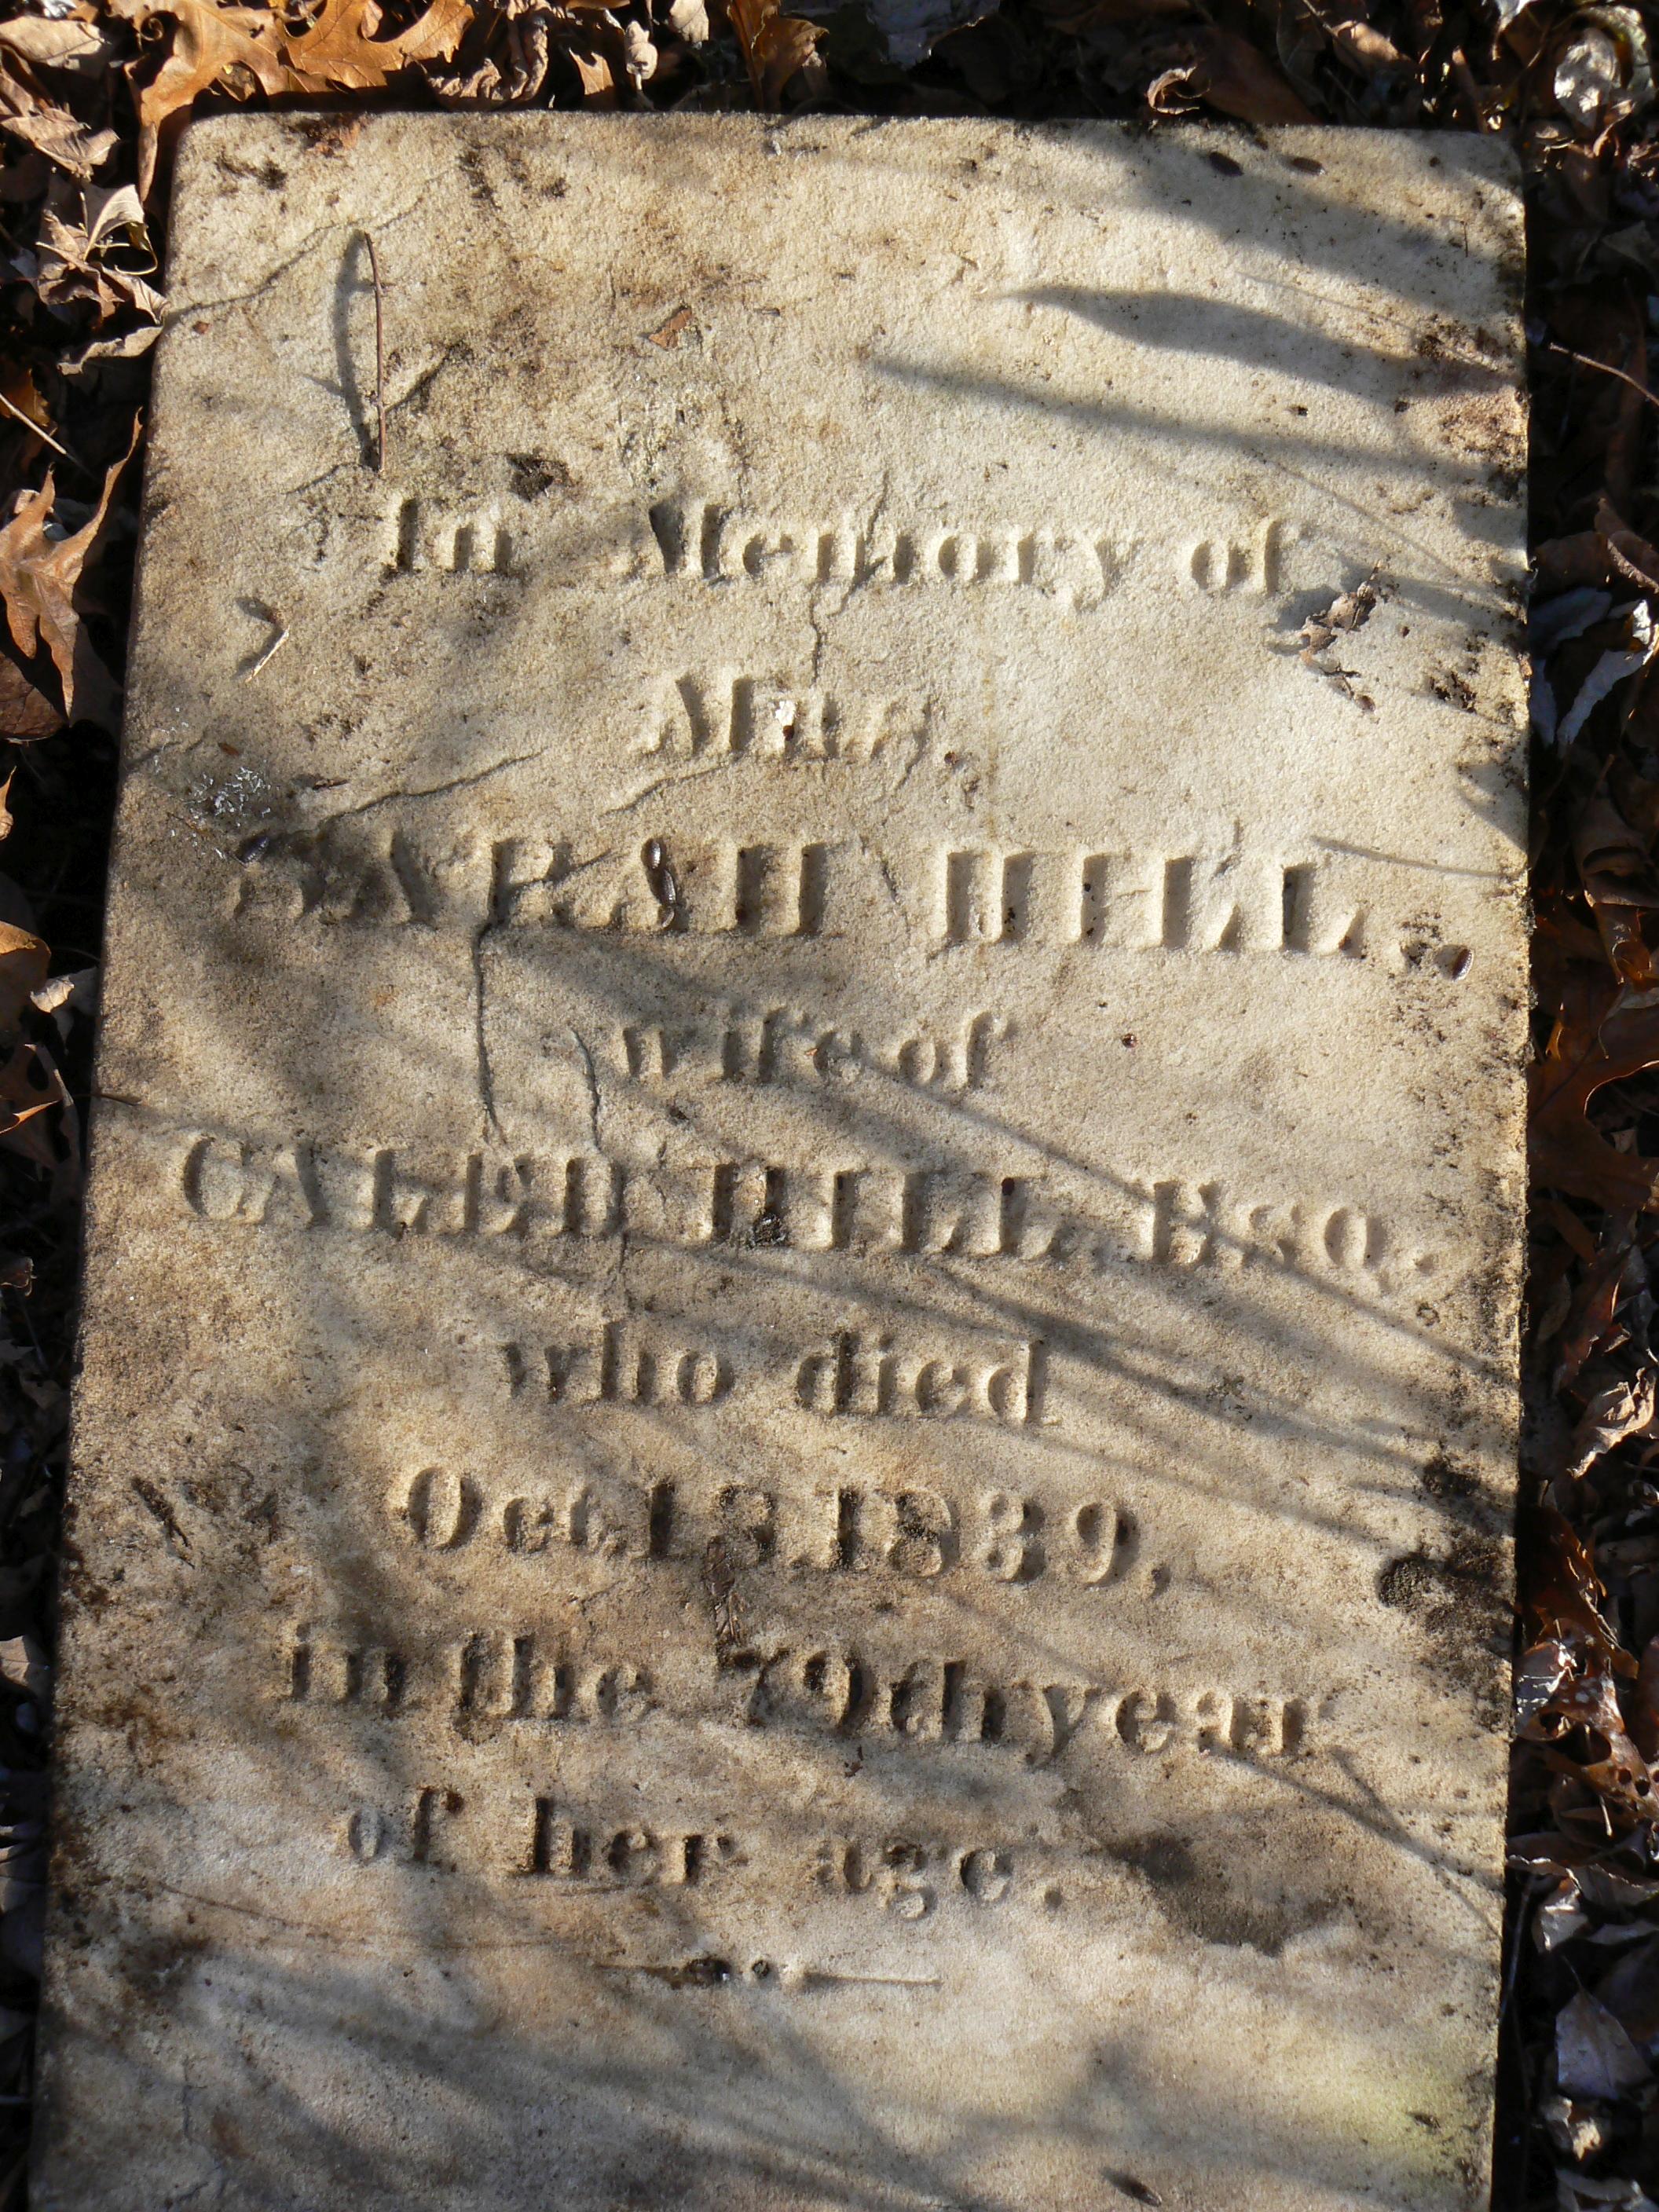 In Memory of
Mrs.
SARAH HILL,
wife of
CALEB HILL Esq.
who died
Oct. 13, 1839,
in the 79th year
of her age.